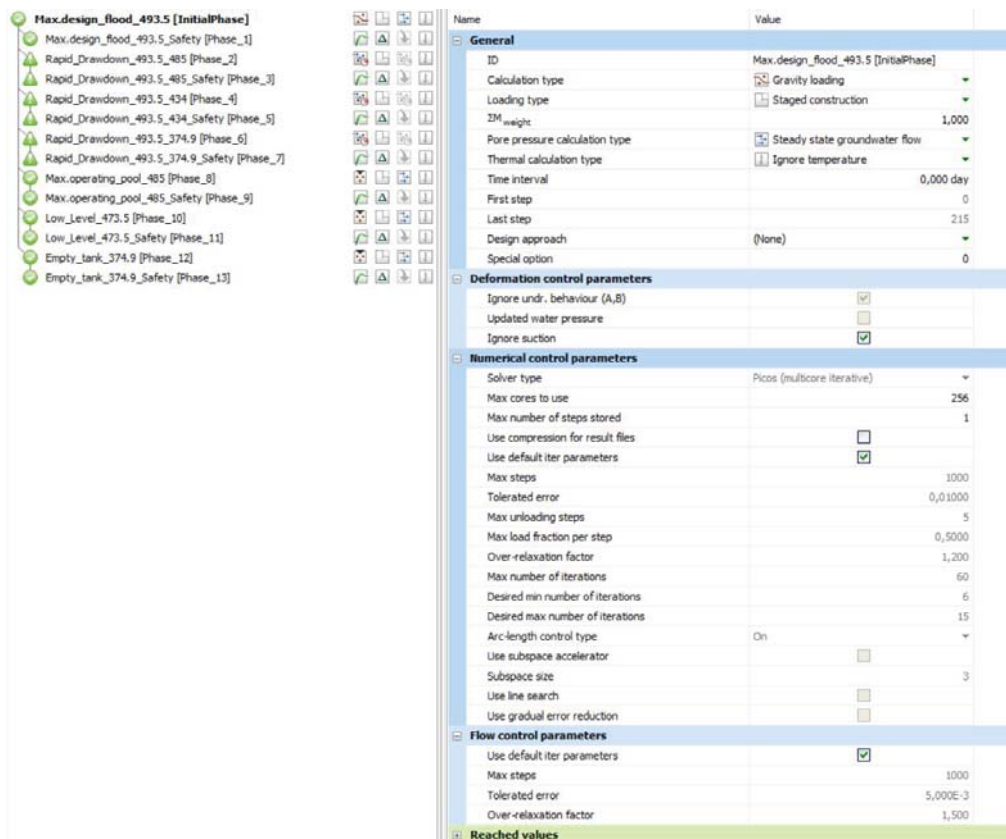 Max.design_flood_493.5 [InitialPhase]
Max.design_flood_493.5_Safety [Phase_1]
Rapid_Drawdown_493.5_485 [Phase_2]
Rapid_Drawdown_493.5_485_Safety [Phase_3]
Rapid_Drawdown_493.5_434 [Phase_4]
Rapid_Drawdown_493.5_434_Safety [Phase_5]
Rapid_Drawdown_493.5_374.9 [Phase_6]
Rapid_Drawdown_493.5_374.9_Safety [Phase_7]
Max.operating_pool_485 [Phase_8]
Max.operating_pool_485_Safety [Phase_9]
Low_Level_473.5 [Phase_10]
Low_Level_473.5_Safety [Phase_11]
Empty_tank_374.9 [Phase_12]
Empty_tank_374.9_Safety [Phase_13]
Name Value
General
ID Max.design_flood_493.5 [InitialPhase]
Calculation type Gravity loading
Loading type Staged construction
ΣM weight 1,000
Pore pressure calculation type Steady state groundwater flow
Thermal calculation type Ignore temperature
Time interval 0,000 day
First step 0
Last step 215
Design approach (None)
Special option 0
Deformation control parameters
Ignore undr. behaviour (A,B)
Updated water pressure
Ignore suction
Numerical control parameters
Solver type Picos (multicore iterative)
Max cores to use 256
Max number of steps stored 1
Use compression for result files
Use default iter parameters
Max steps 1000
Tolerated error 0,01000
Max unloading steps 5
Max load fraction per step 0,5000
Over-relaxation factor 1,200
Max number of iterations 60
Desired min number of iterations 6
Desired max number of iterations 15
Arc-length control type On
Use subspace accelerator
Subspace size 3
Use line search
Use gradual error reduction
Flow control parameters
Use default iter parameters
Max steps 1000
Tolerated error 5,000E-3
Over-relaxation factor 1,500
Reached values